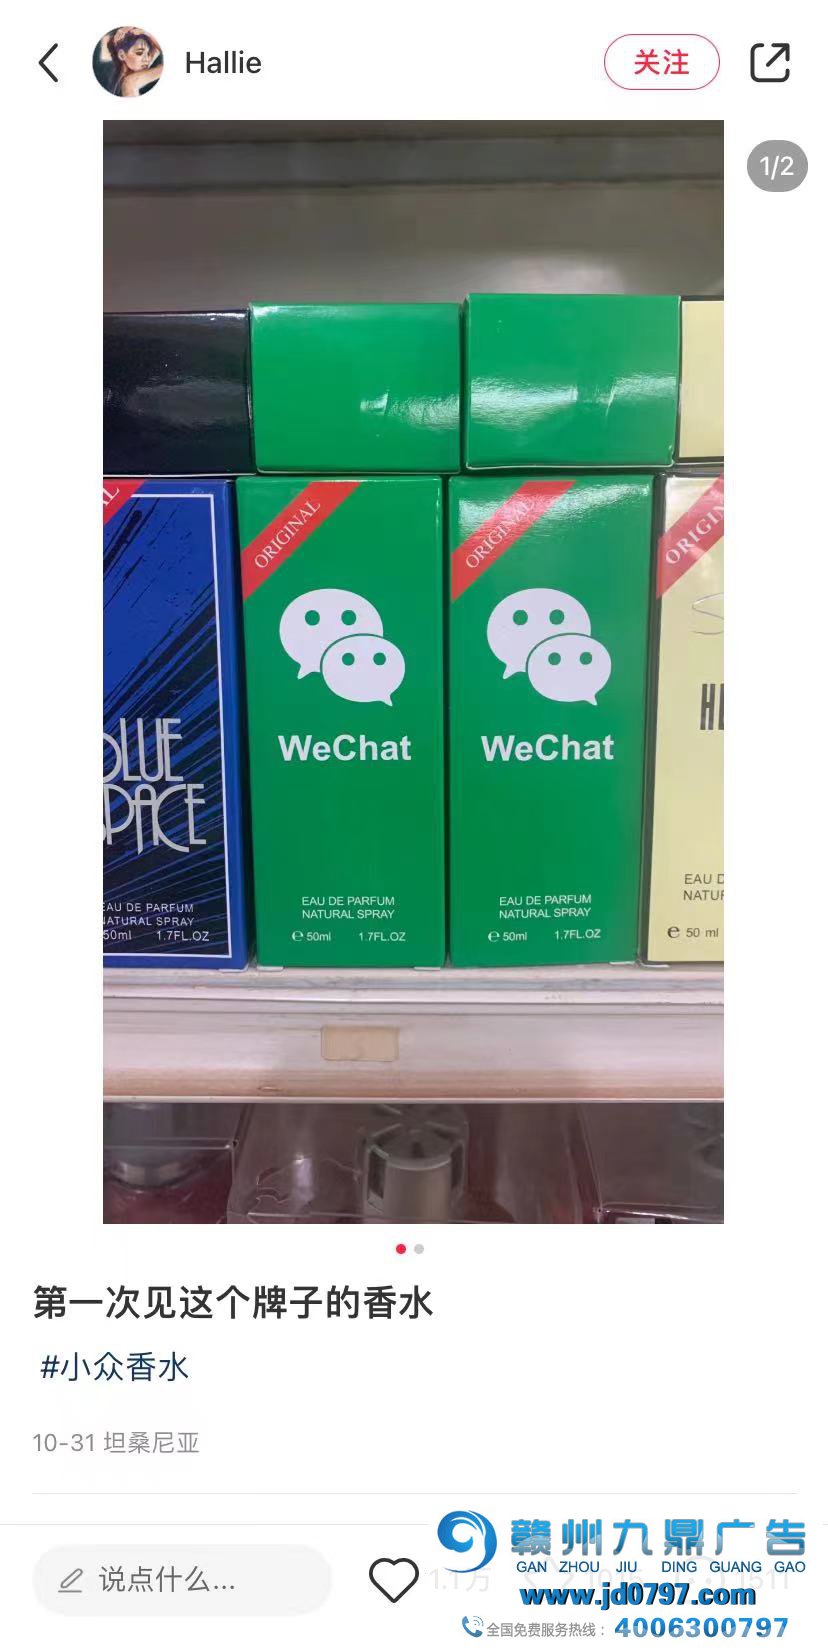 Hallie
关注
1/2
ORIGINAL
ORIGINAL
WeChat
WeChat
PACE
EAU DE PARFUM
NATURAL SPRAY
50ml 1.7FL.OZ
EAU DE PARFUM
NATURAL SPRAY
e 50ml 1.7FL.OZ
EAU DE PARFUM
NATURAL SPRAY
e 50ml 1.7FL.OZ
EAU
e 50 ml
第一次见这个牌子的香水
#小众香水
10-31 坦桑尼亚
说点什么...
1.1万
赣州九鼎广告
GAN ZHOU JIU DING GUANG GAO
www.jd0797.com
全国免费服务热线：4006300797